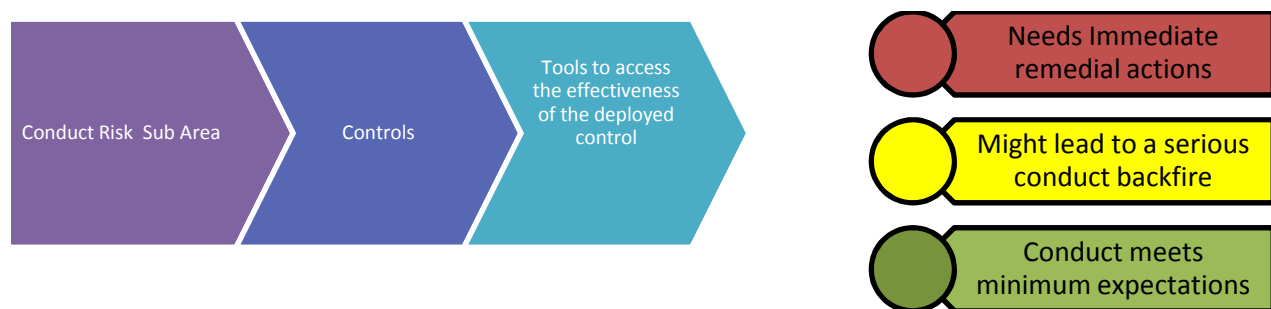 Conduct Risk Sub Area
Controls
Tools to access
the effectiveness
of the deployed
control
Needs Immediate
remedial actions
Might lead to a serious
conduct backfire
Conduct meets
minimum expectations